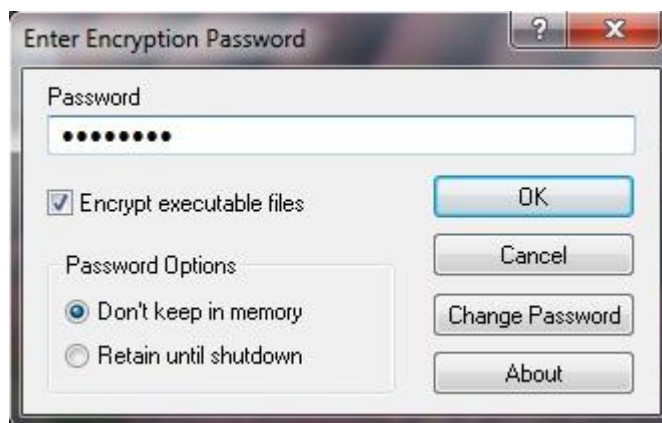 Enter Encryption Password
Password
••••••••
Encrypt executable files
Password Options
Don't keep in memory
Retain until shutdown
OK
Cancel
Change Password
About